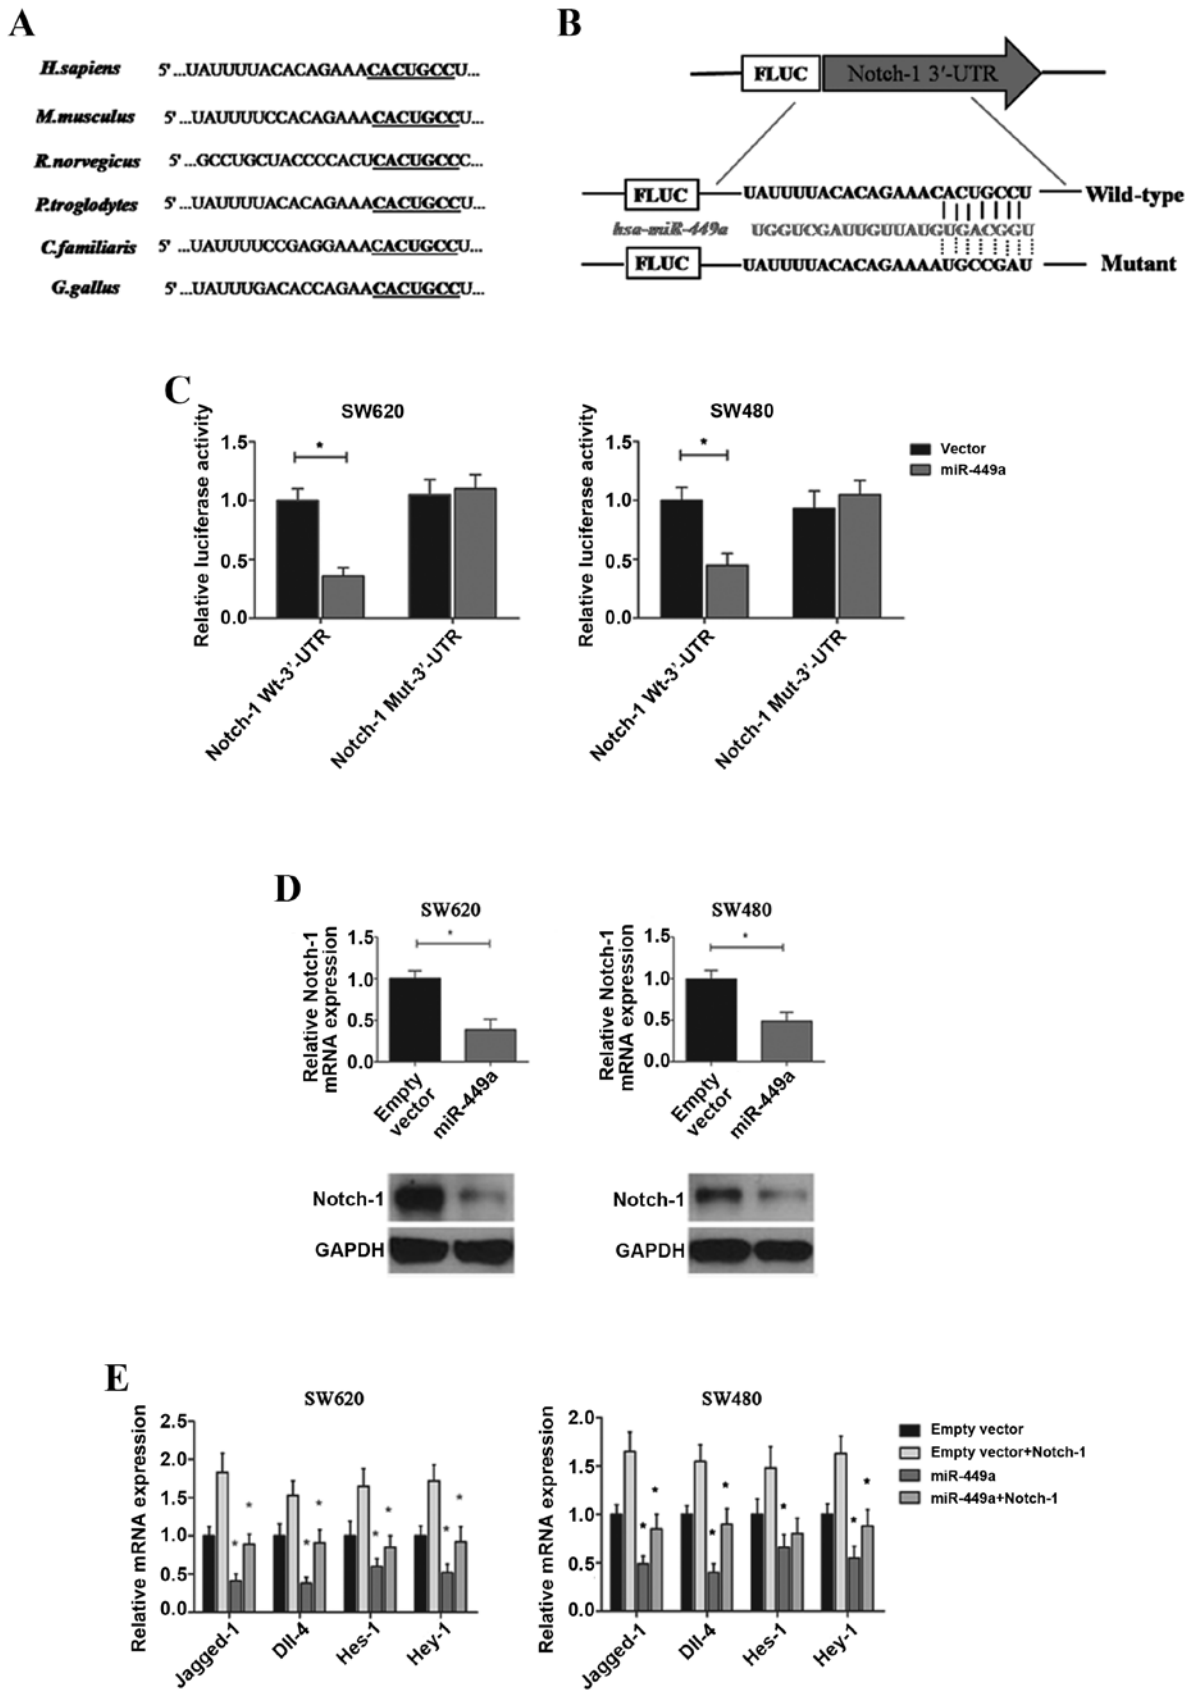 A
H.sapiens 5' ...UAUUUUACACAGAAACACUGCCU...
M.musculus 5' ...UAUUUUCCACAGAAACACUGCCU...
R.norvegicus 5' ...GCCUGCUACCCCACUCACUGCCC...
P.troglodytes 5' ...UAUUUUACACAGAAACACUGCCU...
C.familiaris 5' ...UAUUUUCCGAGGAAACACUGCCU...
G.gallus 5' ...UAUUUGACACCAGAACACUGCCU...
B
FLUC Notch-1 3'-UTR
FLUC UAUUUUACACAGAAACACUGCCU Wild-type
hsa-miR-449a UGGUCGAUUGUUAUGUGACGGU
FLUC UAUUUUACACAGAAAAUGCCGAU Mutant
C
SW620
Relative luciferase activity
1.5
1.0
0.5
0.0
*
Notch-1 Wt-3'-UTR
Notch-1 Mut-3'-UTR
SW480
Relative luciferase activity
1.5
1.0
0.5
0.0
*
Notch-1 Wt-3'-UTR
Notch-1 Mut-3'-UTR
Vector
miR-449a
D
SW620
Relative Notch-1
mRNA expression
1.5
1.0
0.5
0.0
*
Empty
vector
miR-449a
SW480
Relative Notch-1
mRNA expression
1.5
1.0
0.5
0.0
*
Empty
vector
miR-449a
Notch-1
GAPDH
Notch-1
GAPDH
E
SW620
Relative mRNA expression
2.5
2.0
1.5
1.0
0.5
0.0
* * * * * * * *
Jagged-1
Dll-4
Hes-1
Hey-1
SW480
Relative mRNA expression
2.0
1.5
1.0
0.5
0.0
* * * * * * *
Jagged-1
Dll-4
Hes-1
Hey-1
Empty vector
Empty vector+Notch-1
miR-449a
miR-449a+Notch-1